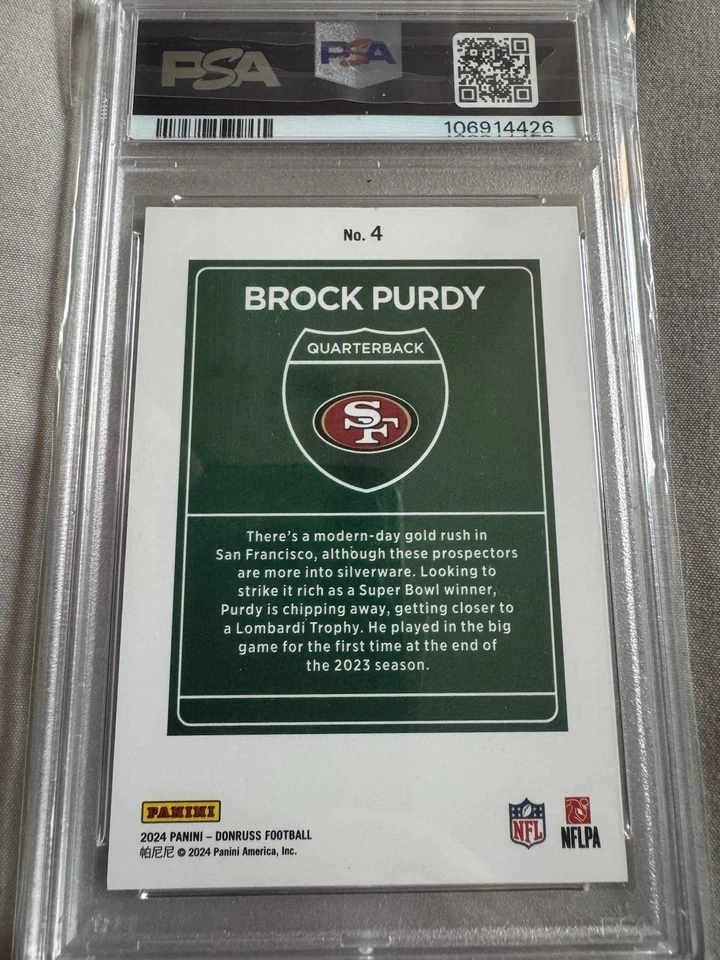 PSA
PSA
106914426
No. 4
BROCK PURDY
QUARTERBACK
SF
There's a modern-day gold rush in
San Francisco, although these prospectors
are more into silverware. Looking to
strike it rich as a Super Bowl winner,
Purdy is chipping away, getting closer to
a Lombardi Trophy. He played in the big
game for the first time at the end of
the 2023 season.
PANINI
2024 PANINI – DONRUSS FOOTBALL
帕尼尼 © 2024 Panini America, Inc.
NFL
NFLPA